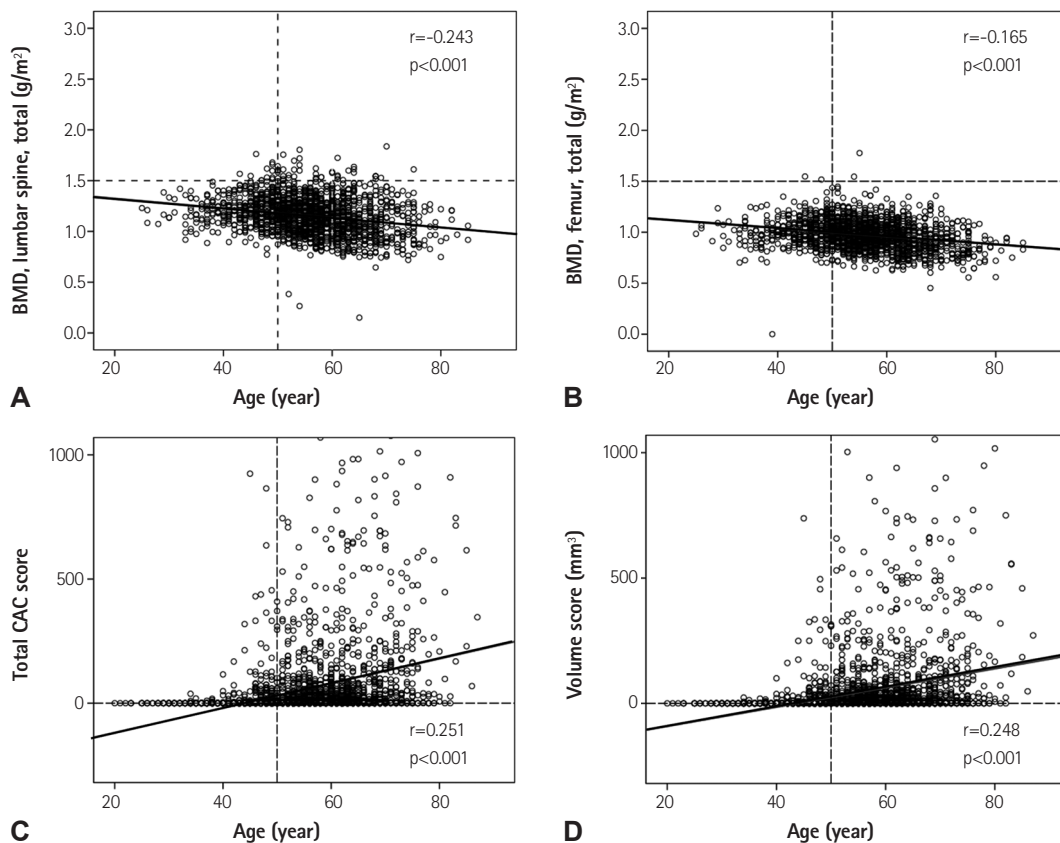 3.0
2.5
2.0
1.5
1.0
0.5
0.0
BMD, lumbar spine, total (g/m²)
r=-0.243
p<0.001
20 40 60 80
Age (year)
A
3.0
2.5
2.0
1.5
1.0
0.5
0.0
BMD, femur, total (g/m²)
r=-0.165
p<0.001
20 40 60 80
Age (year)
B
1000
500
0
Total CAC score
r=0.251
p<0.001
20 40 60 80
Age (year)
C
1000
500
0
Volume score (mm³)
r=0.248
p<0.001
20 40 60 80
Age (year)
D